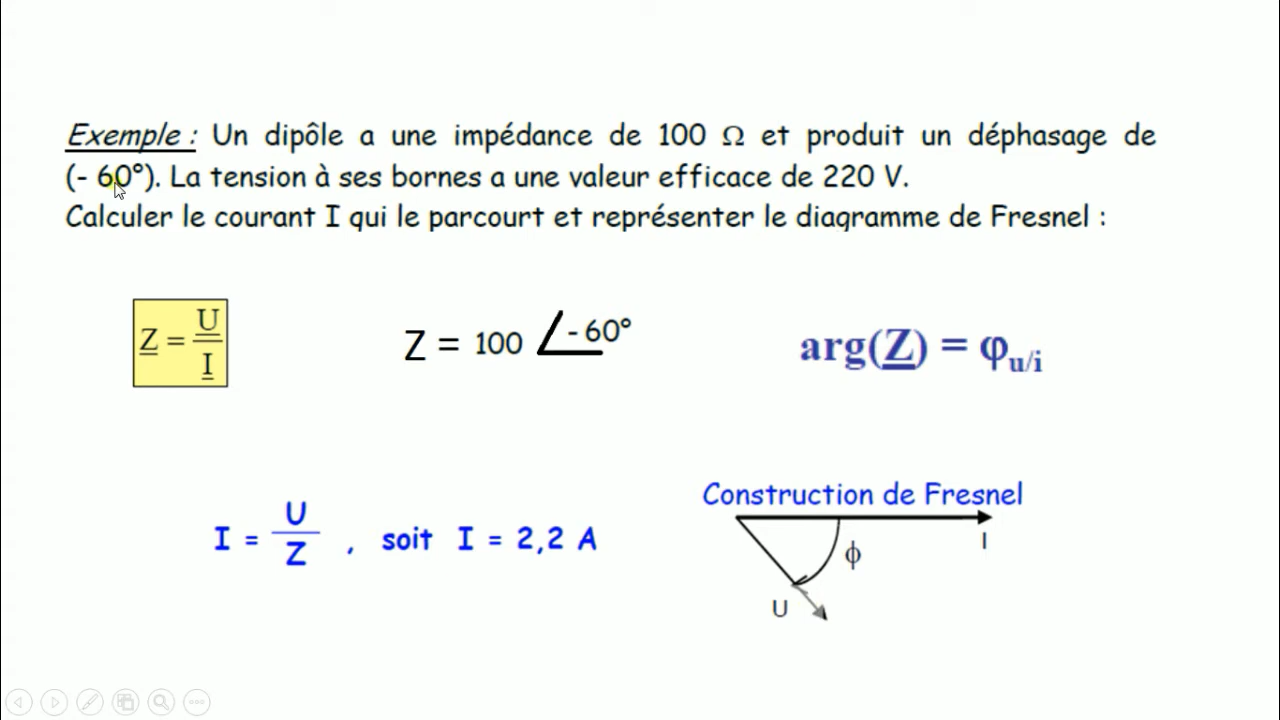 Exemple : Un dipôle a une impédance de 100 Ω et produit un déphasage de
(- 60°). La tension à ses bornes a une valeur efficace de 220 V.
Calculer le courant I qui le parcourt et représenter le diagramme de Fresnel :
Z = U / I
Z = 100 ∠ - 60°
arg(Z) = φu/i
I = U / Z , soit I = 2,2 A
Construction de Fresnel
I
ϕ
U